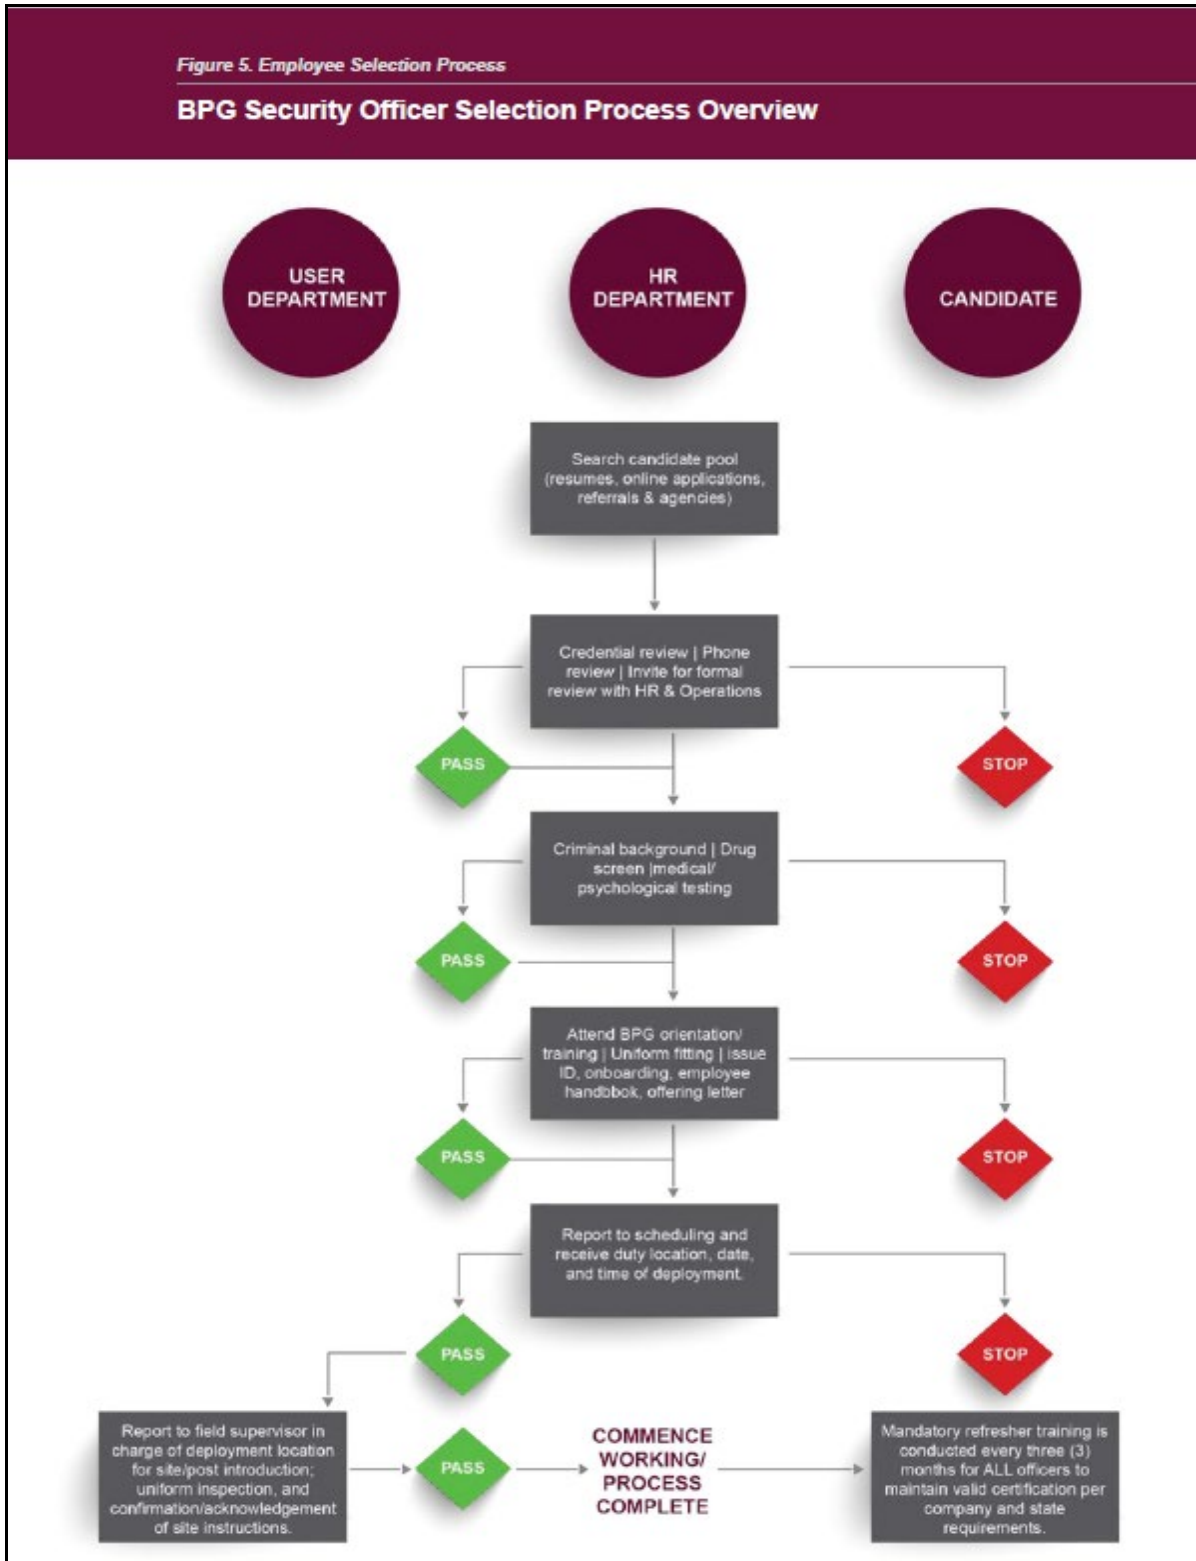 Figure 5. Employee Selection Process
BPG Security Officer Selection Process Overview
USER
DEPARTMENT
HR
DEPARTMENT
CANDIDATE
Search candidate pool
(resumes, online applications,
referrals & agencies)
Credential review | Phone
review | Invite for formal
review with HR & Operations
PASS
STOP
Criminal background | Drug
screen |medical/
psychological testing
PASS
STOP
Attend BPG orientation/
training | Uniform fitting | issue
ID, onboarding, employee
handbbok, offering letter
PASS
STOP
Report to scheduling and
receive duty location, date,
and time of deployment.
PASS
STOP
Report to field supervisor in
charge of deployment location
for site/post introduction;
uniform inspection, and
confirmation/acknowledgement
of site instructions.
PASS
COMMENCE
WORKING/
PROCESS
COMPLETE
Mandatory refresher training is
conducted every three (3)
months for ALL officers to
maintain valid certification per
company and state
requirements.